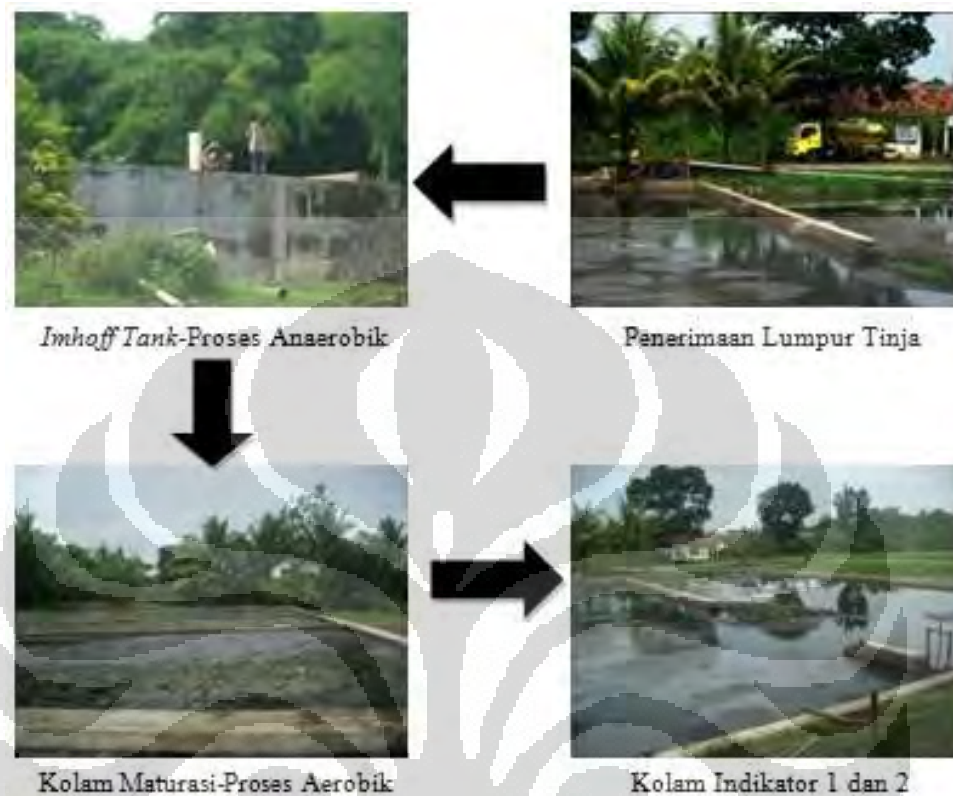 Imhoff Tank-Proses Anaerobik
Penerimaan Lumpur Tinja
Kolam Maturasi-Proses Aerobik
Kolam Indikator 1 dan 2